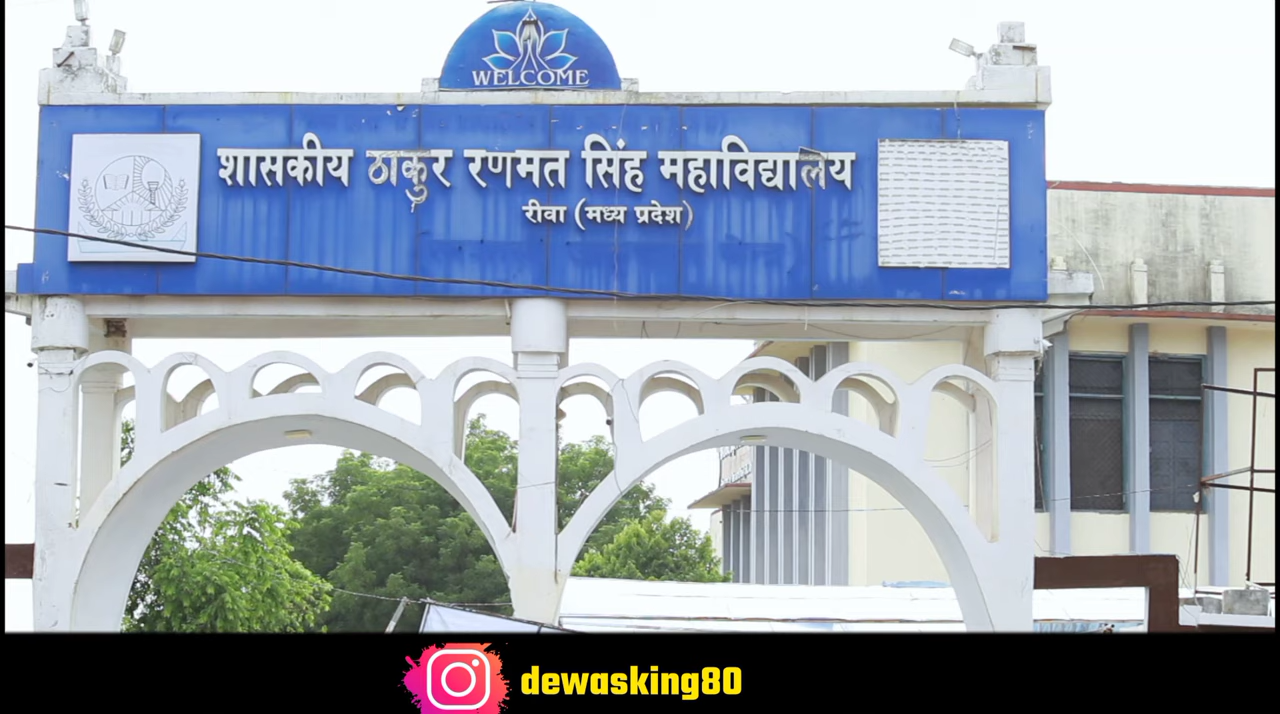 WELCOME
शासकीय ठाकुर रणमत सिंह महाविद्यालय
रीवा (मध्य प्रदेश)
dewasking80